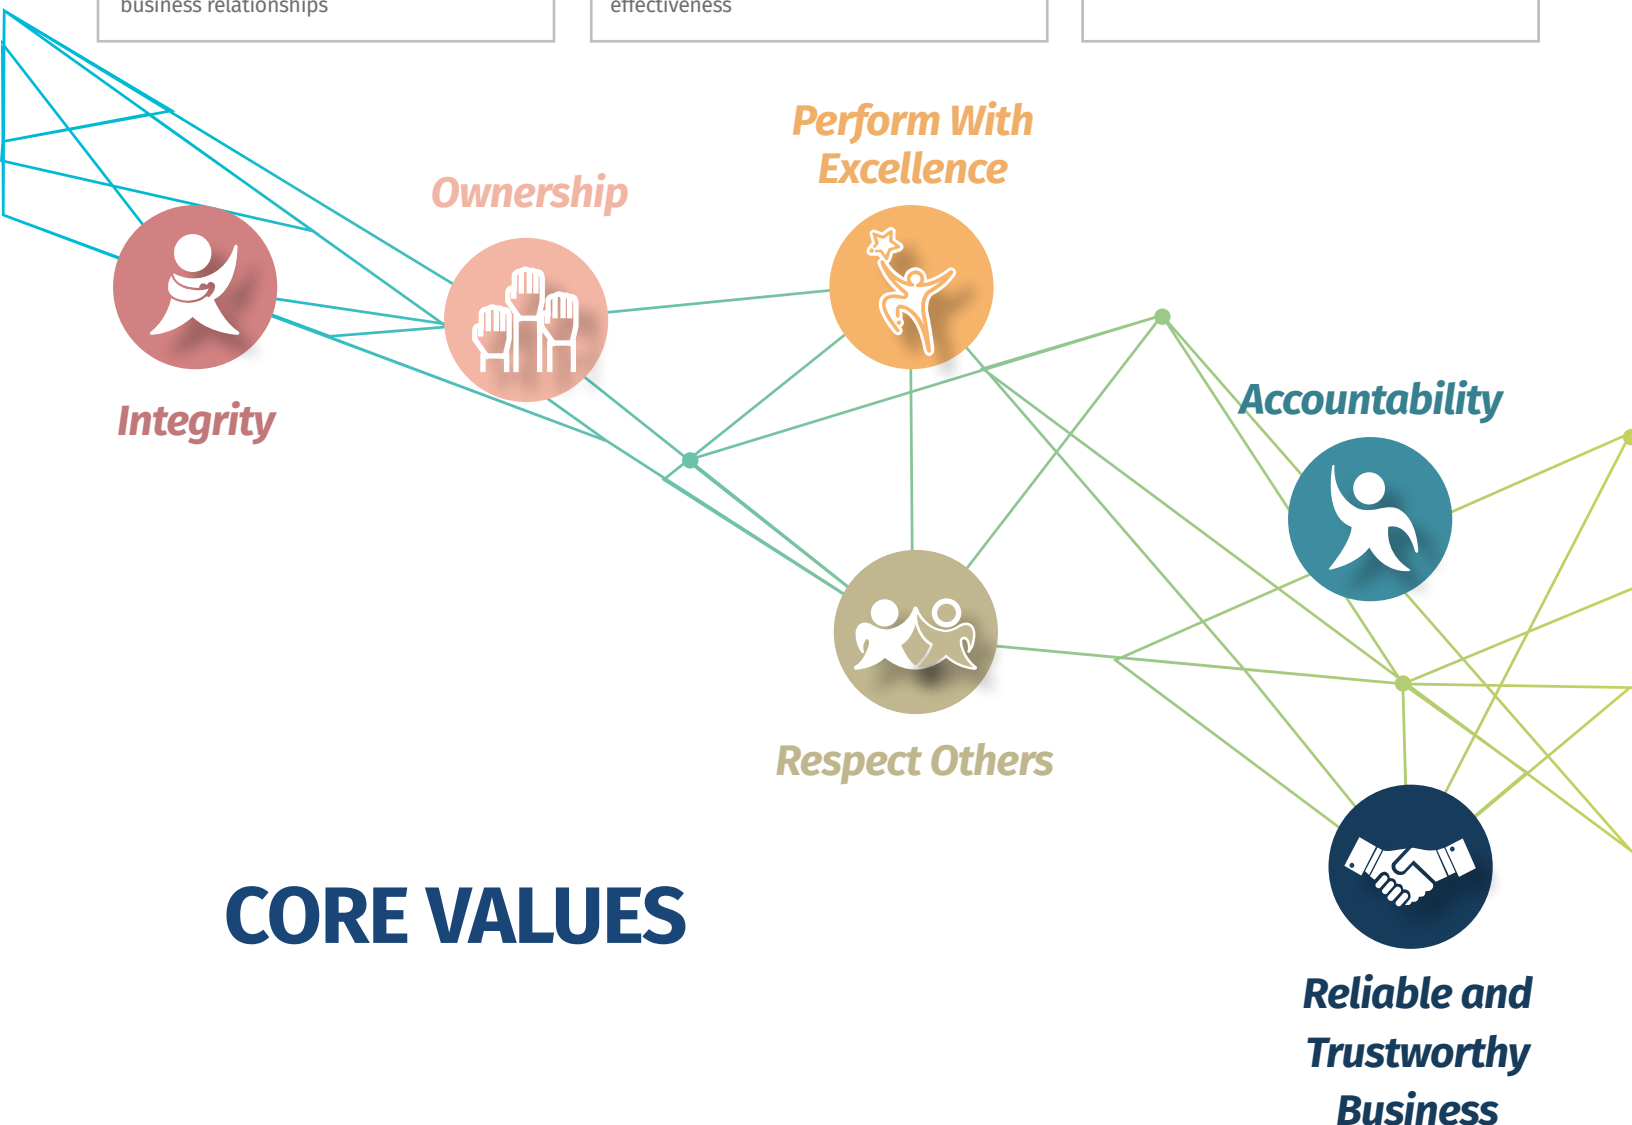 business relationships
effectiveness
Perform With
Excellence
Ownership
Integrity
Accountability
Respect Others
CORE VALUES
Reliable and
Trustworthy
Business